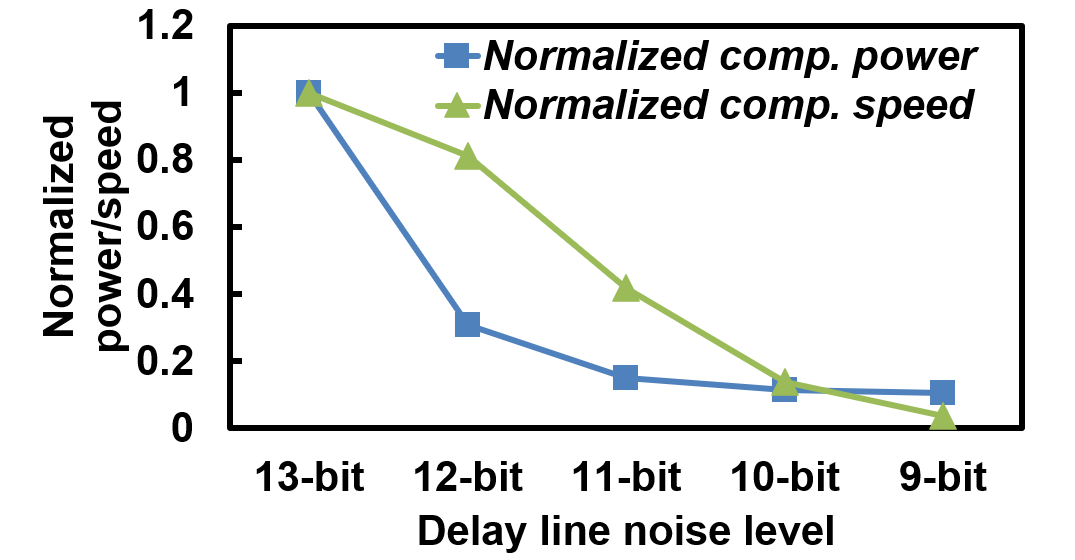 Normalized
power/speed
1.2
1
0.8
0.6
0.4
0.2
0
Normalized comp. power
Normalized comp. speed
13-bit 12-bit 11-bit 10-bit 9-bit
Delay line noise level